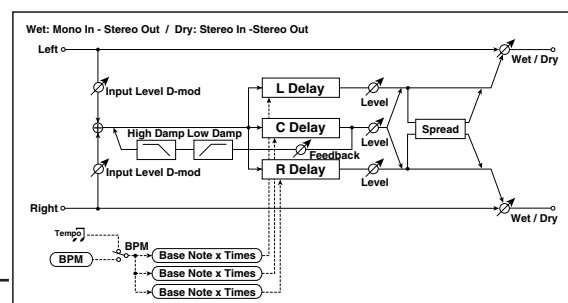 Wet: Mono In - Stereo Out / Dry: Stereo In -Stereo Out
Left
Wet / Dry
Input Level D-mod
L Delay
Level
High Damp Low Damp
C Delay
Level
Spread
Feedback
Input Level D-mod
R Delay
Level
Right
Wet / Dry
Tempo
BPM
BPM
Base Note x Times
Base Note x Times
Base Note x Times